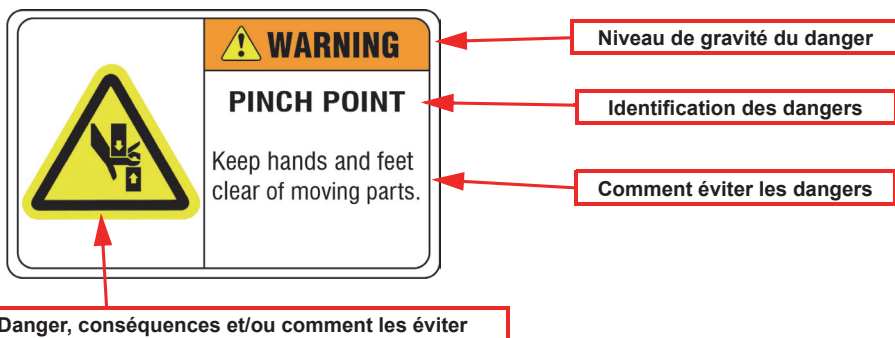 WARNING
PINCH POINT
Keep hands and feet
clear of moving parts.
Niveau de gravité du danger
Identification des dangers
Comment éviter les dangers
Danger, conséquences et/ou comment les éviter